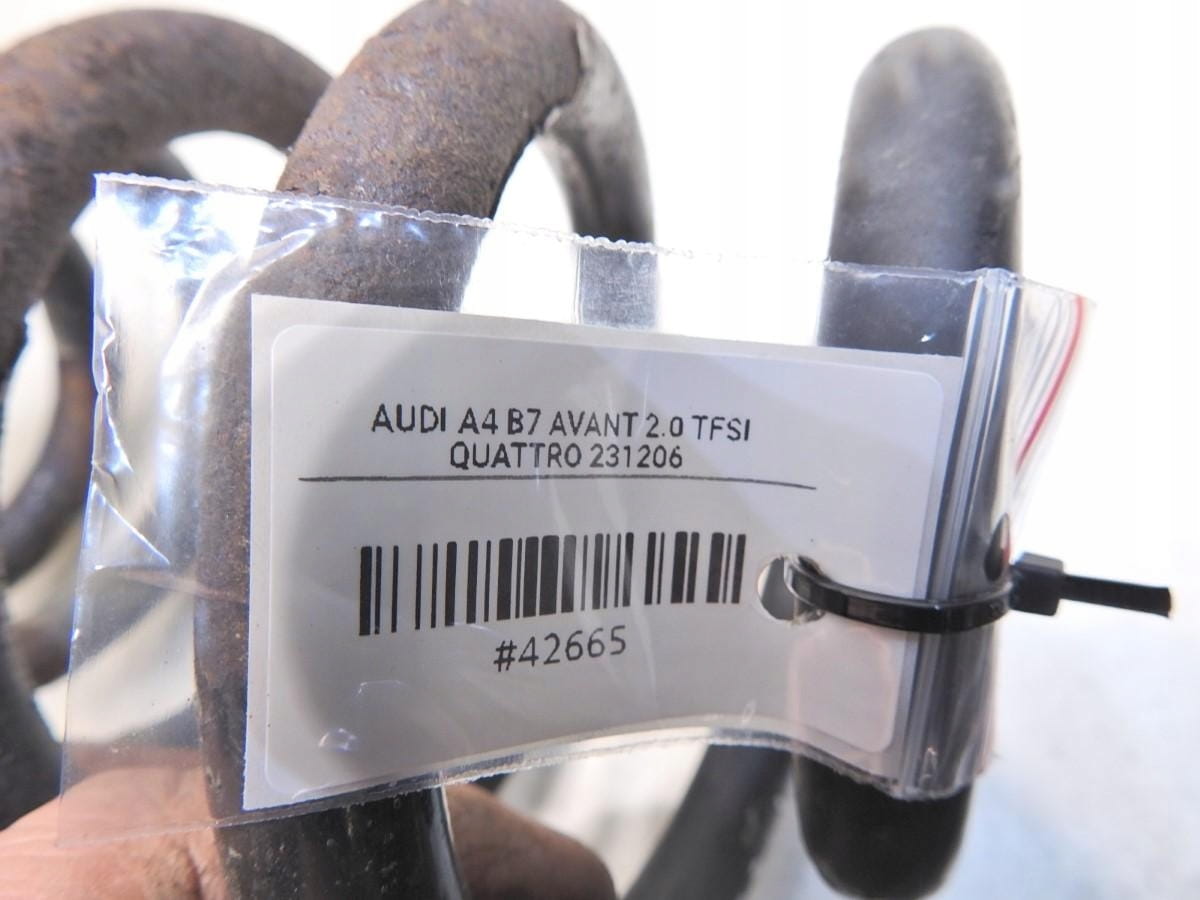 AUDI A4 B7 AVANT 2.0 TFSI
QUATTRO 231206
#42665